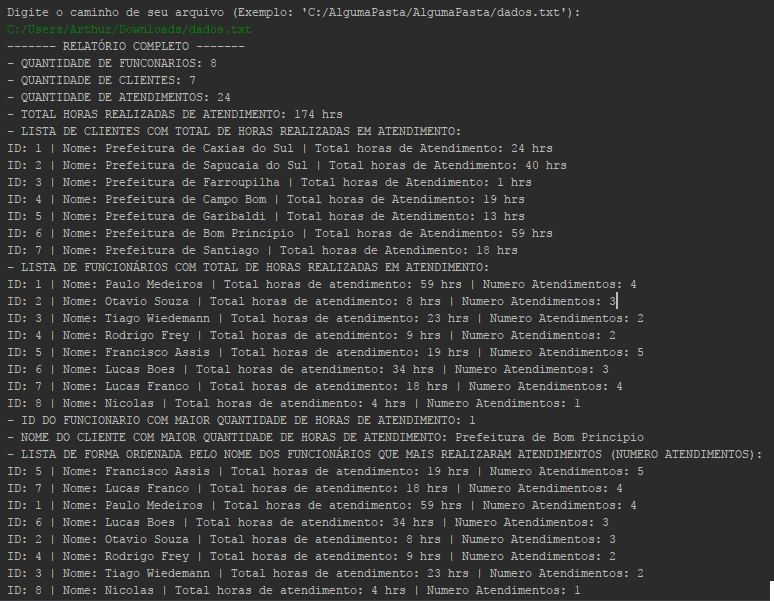 Digite o caminho de seu arquivo (Exemplo: 'C:/AlgumaPasta/AlgumaPasta/dados.txt'):
C:/Users/Arthur/Downloads/dados.txt
------- RELATÓRIO COMPLETO -------
- QUANTIDADE DE FUNCONARIOS: 8
- QUANTIDADE DE CLIENTES: 7
- QUANTIDADE DE ATENDIMENTOS: 24
- TOTAL HORAS REALIZADAS DE ATENDIMENTO: 174 hrs
- LISTA DE CLIENTES COM TOTAL DE HORAS REALIZADAS EM ATENDIMENTO:
ID: 1 | Nome: Prefeitura de Caxias do Sul | Total horas de Atendimento: 24 hrs
ID: 2 | Nome: Prefeitura de Sapucaia do Sul | Total horas de Atendimento: 40 hrs
ID: 3 | Nome: Prefeitura de Farroupilha | Total horas de Atendimento: 1 hrs
ID: 4 | Nome: Prefeitura de Campo Bom | Total horas de Atendimento: 19 hrs
ID: 5 | Nome: Prefeitura de Garibaldi | Total horas de Atendimento: 13 hrs
ID: 6 | Nome: Prefeitura de Bom Principio | Total horas de Atendimento: 59 hrs
ID: 7 | Nome: Prefeitura de Santiago | Total horas de Atendimento: 18 hrs
- LISTA DE FUNCIONÁRIOS COM TOTAL DE HORAS REALIZADAS EM ATENDIMENTO:
ID: 1 | Nome: Paulo Medeiros | Total horas de atendimento: 59 hrs | Numero Atendimentos: 4
ID: 2 | Nome: Otavio Souza | Total horas de atendimento: 8 hrs | Numero Atendimentos: 3
ID: 3 | Nome: Tiago Wiedemann | Total horas de atendimento: 23 hrs | Numero Atendimentos: 2
ID: 4 | Nome: Rodrigo Frey | Total horas de atendimento: 9 hrs | Numero Atendimentos: 2
ID: 5 | Nome: Francisco Assis | Total horas de atendimento: 19 hrs | Numero Atendimentos: 5
ID: 6 | Nome: Lucas Boes | Total horas de atendimento: 34 hrs | Numero Atendimentos: 3
ID: 7 | Nome: Lucas Franco | Total horas de atendimento: 18 hrs | Numero Atendimentos: 4
ID: 8 | Nome: Nicolas | Total horas de atendimento: 4 hrs | Numero Atendimentos: 1
- ID DO FUNCIONARIO COM MAIOR QUANTIDADE DE HORAS DE ATENDIMENTO: 1
- NOME DO CLIENTE COM MAIOR QUANTIDADE DE HORAS DE ATENDIMENTO: Prefeitura de Bom Principio
- LISTA DE FORMA ORDENADA PELO NOME DOS FUNCIONÁRIOS QUE MAIS REALIZARAM ATENDIMENTOS (NUMERO ATENDIMENTOS):
ID: 5 | Nome: Francisco Assis | Total horas de atendimento: 19 hrs | Numero Atendimentos: 5
ID: 7 | Nome: Lucas Franco | Total horas de atendimento: 18 hrs | Numero Atendimentos: 4
ID: 1 | Nome: Paulo Medeiros | Total horas de atendimento: 59 hrs | Numero Atendimentos: 4
ID: 6 | Nome: Lucas Boes | Total horas de atendimento: 34 hrs | Numero Atendimentos: 3
ID: 2 | Nome: Otavio Souza | Total horas de atendimento: 8 hrs | Numero Atendimentos: 3
ID: 4 | Nome: Rodrigo Frey | Total horas de atendimento: 9 hrs | Numero Atendimentos: 2
ID: 3 | Nome: Tiago Wiedemann | Total horas de atendimento: 23 hrs | Numero Atendimentos: 2
ID: 8 | Nome: Nicolas | Total horas de atendimento: 4 hrs | Numero Atendimentos: 1